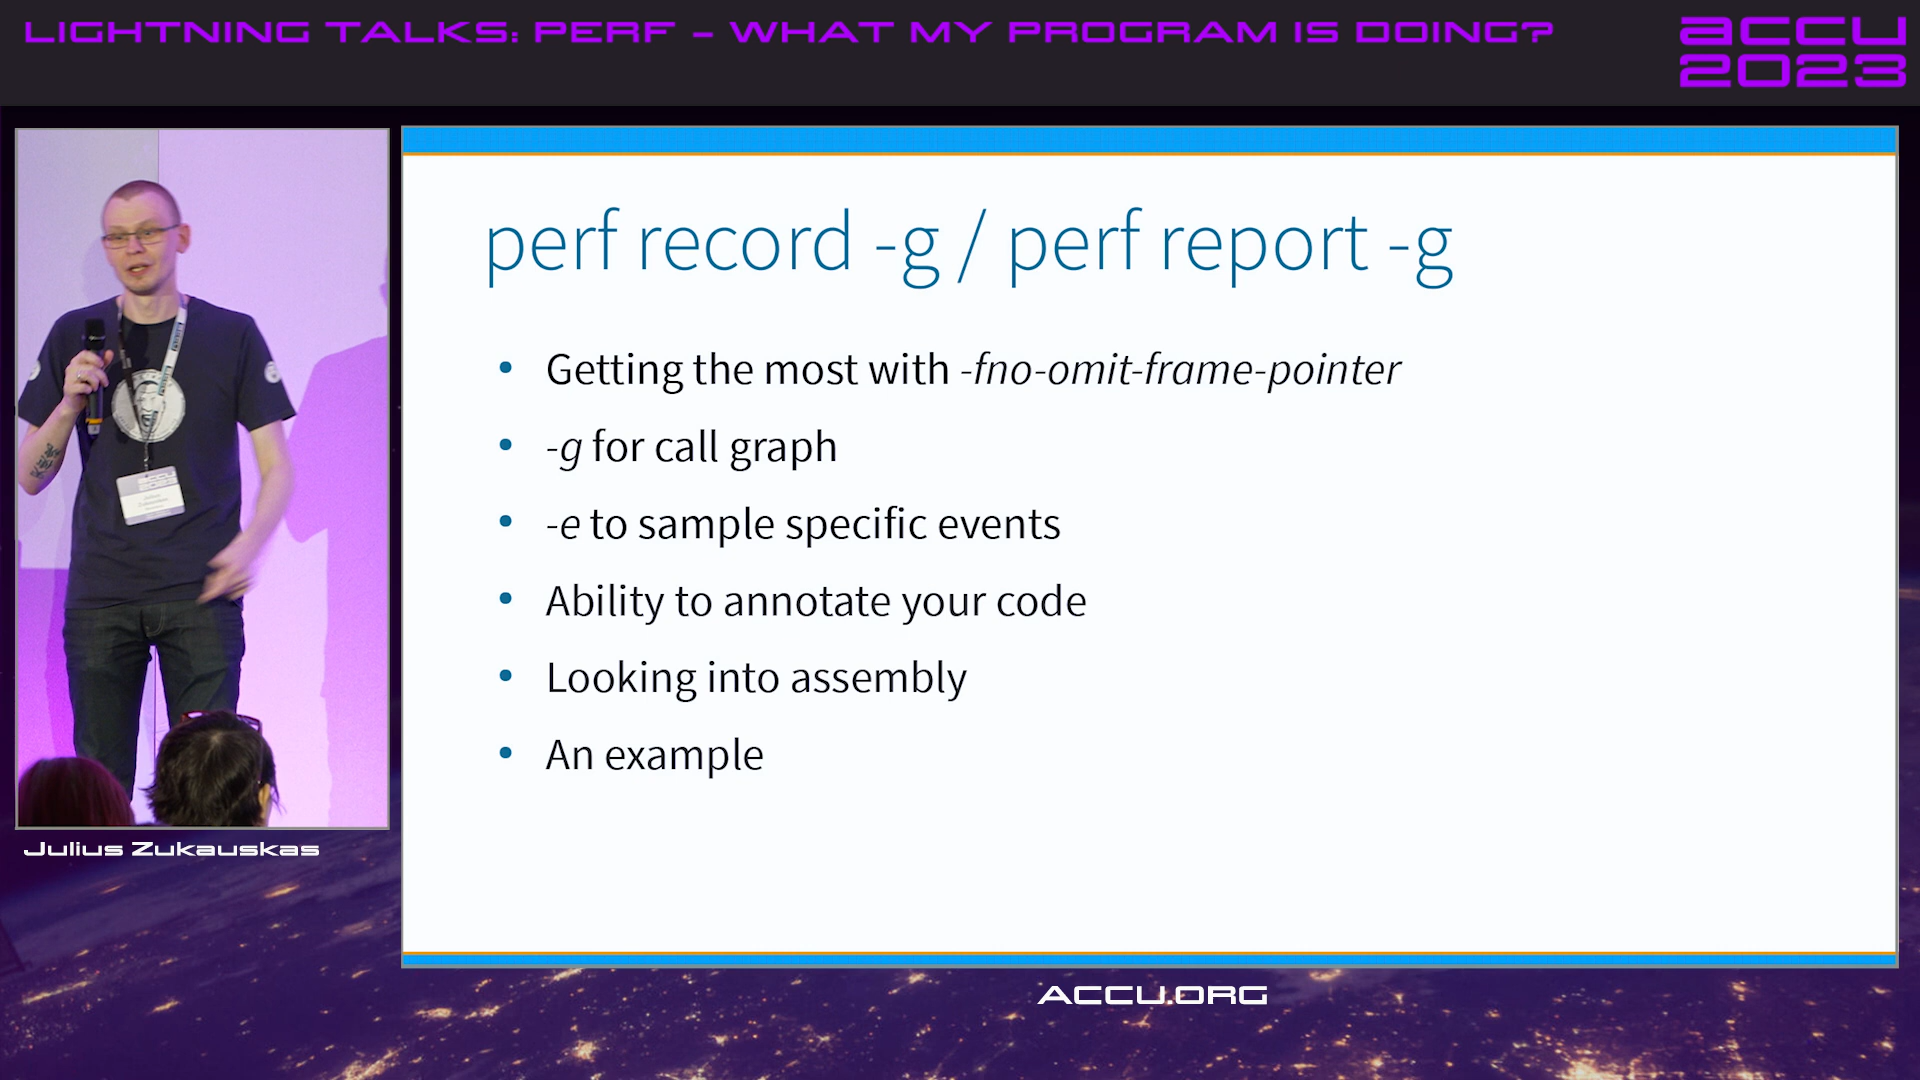 LIGHTNING TALKS: PERF – WHAT MY PROGRAM IS DOING?
accu
2023
perf record -g / perf report -g
• Getting the most with -fno-omit-frame-pointer
• -g for call graph
• -e to sample specific events
• Ability to annotate your code
• Looking into assembly
• An example
Julius Zukauskas
ACCU.ORG